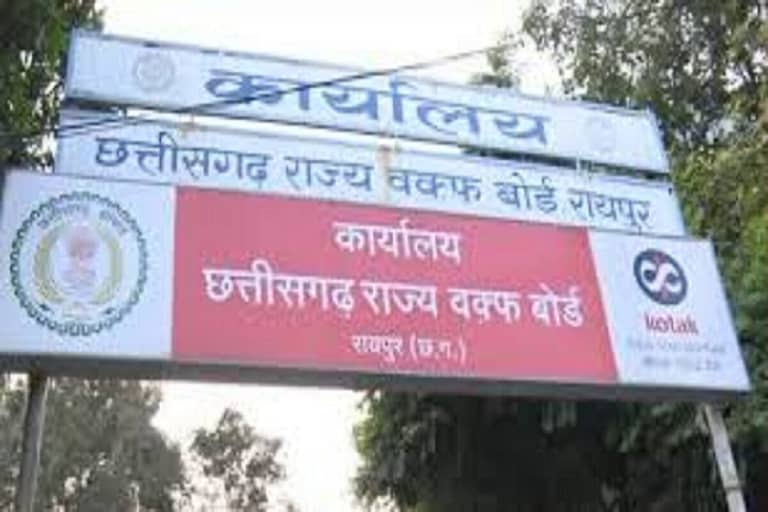 कार्यालय
छत्तीसगढ़ राज्य वक्फ बोर्ड रायपुर
कार्यालय
छत्तीसगढ़ राज्य वक्फ बोर्ड
रायपुर (छ.ग.)
kotak